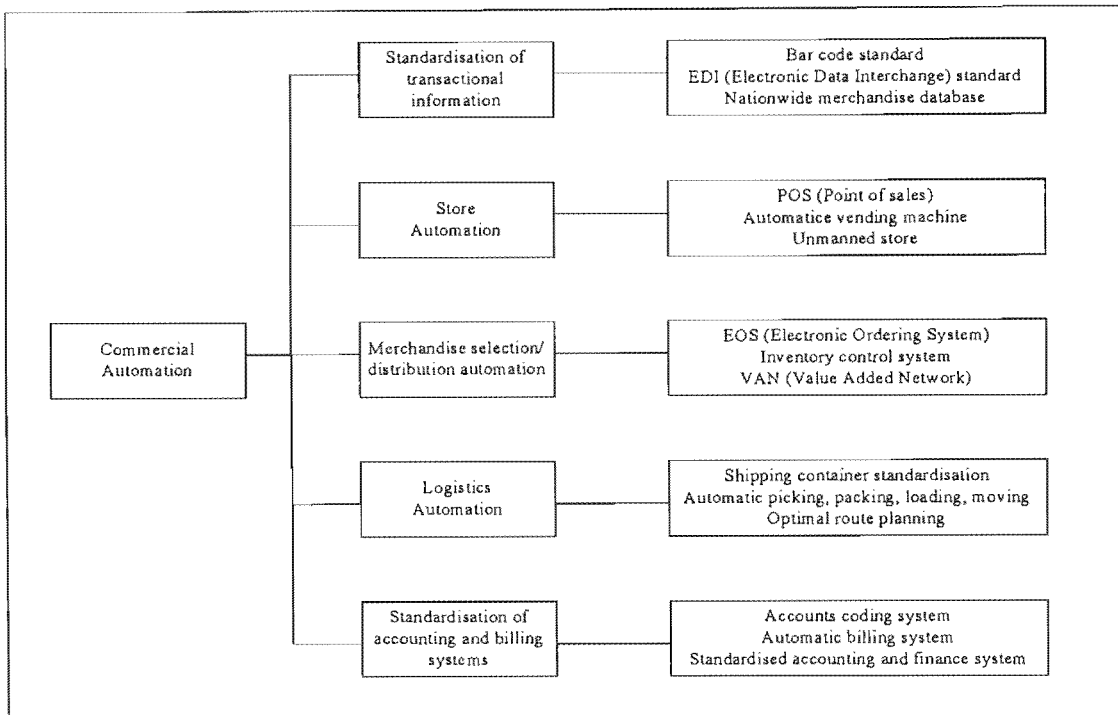 Standardisation of
transactional
information
Bar code standard
EDI (Electronic Data Interchange) standard
Nationwide merchandise database
Store
Automation
POS (Point of sales)
Automatice vending machine
Unmanned store
Commercial
Automation
Merchandise selection/
distribution automation
EOS (Electronic Ordering System)
Inventory control system
VAN (Value Added Network)
Logistics
Automation
Shipping container standardisation
Automatic picking, packing, loading, moving
Optimal route planning
Standardisation of
accounting and billing
systems
Accounts coding system
Automatic billing system
Standardised accounting and finance system